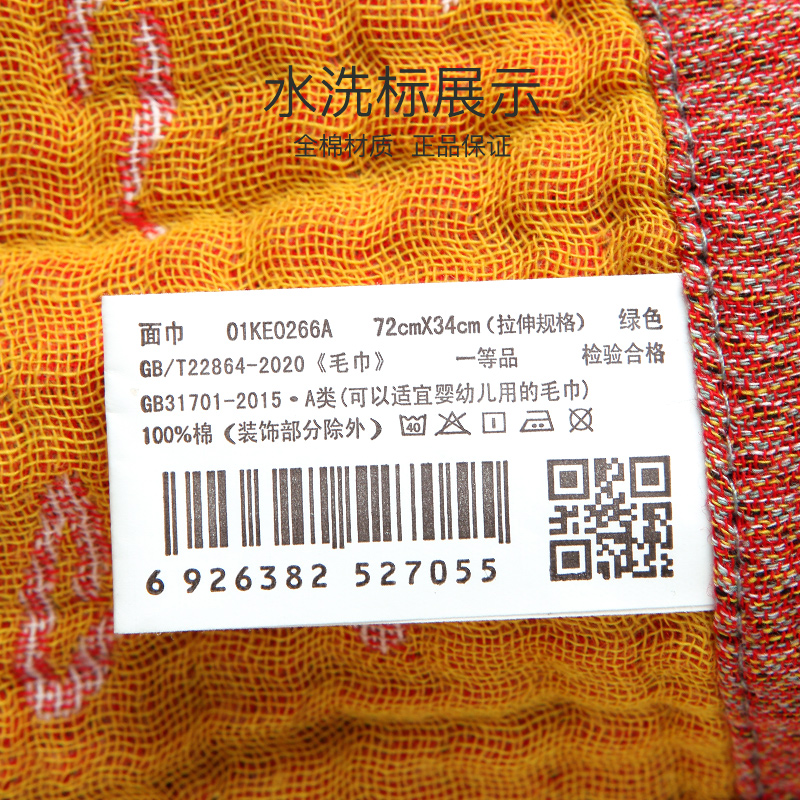 水洗标展示
全棉材质 正品保证
面巾 01KE0266A 72cmX34cm(拉伸规格) 绿色
GB/T22864-2020《毛巾》 一等品 检验合格
GB31701-2015·A类(可以适宜婴幼儿用的毛巾)
100%棉(装饰部分除外) 40
6 926382 527055